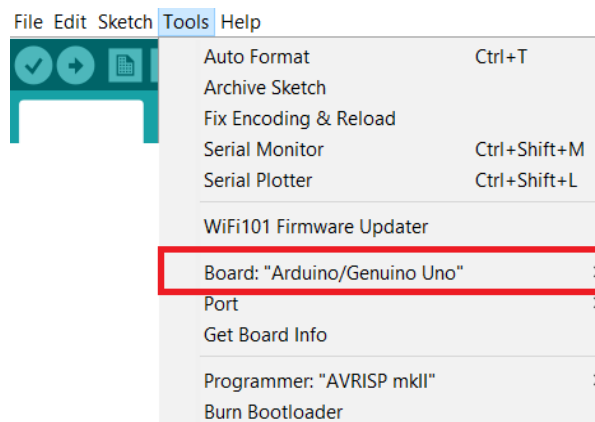 File Edit Sketch Tools Help
Auto Format Ctrl+T
Archive Sketch
Fix Encoding & Reload
Serial Monitor Ctrl+Shift+M
Serial Plotter Ctrl+Shift+L
WiFi101 Firmware Updater
Board: "Arduino/Genuino Uno"
Port
Get Board Info
Programmer: "AVRISP mkII"
Burn Bootloader